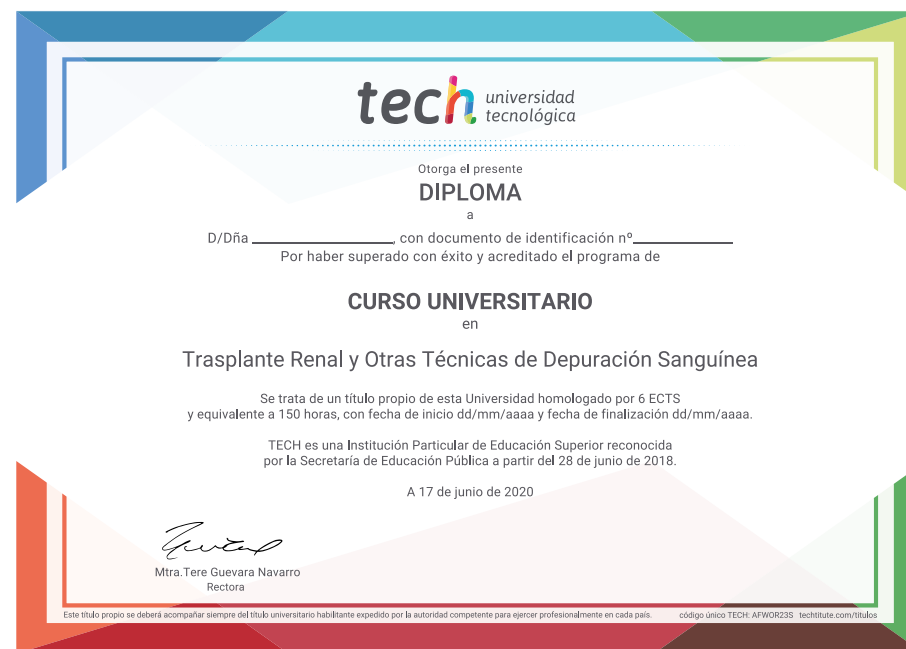 tech universidad
tecnológica
Otorga el presente
DIPLOMA
a
D/Dña ________________, con documento de identificación nº____________
Por haber superado con éxito y acreditado el programa de
CURSO UNIVERSITARIO
en
Trasplante Renal y Otras Técnicas de Depuración Sanguínea
Se trata de un título propio de esta Universidad homologado por 6 ECTS
y equivalente a 150 horas, con fecha de inicio dd/mm/aaaa y fecha de finalización dd/mm/aaaa.
TECH es una Institución Particular de Educación Superior reconocida
por la Secretaría de Educación Pública a partir del 28 de junio de 2018.
A 17 de junio de 2020
Mtra.Tere Guevara Navarro
Rectora
Este título propio se deberá acompañar siempre del título universitario habilitante expedido por la autoridad competente para ejercer profesionalmente en cada país. código único TECH: AFWOR23S techtitute.com/titulos